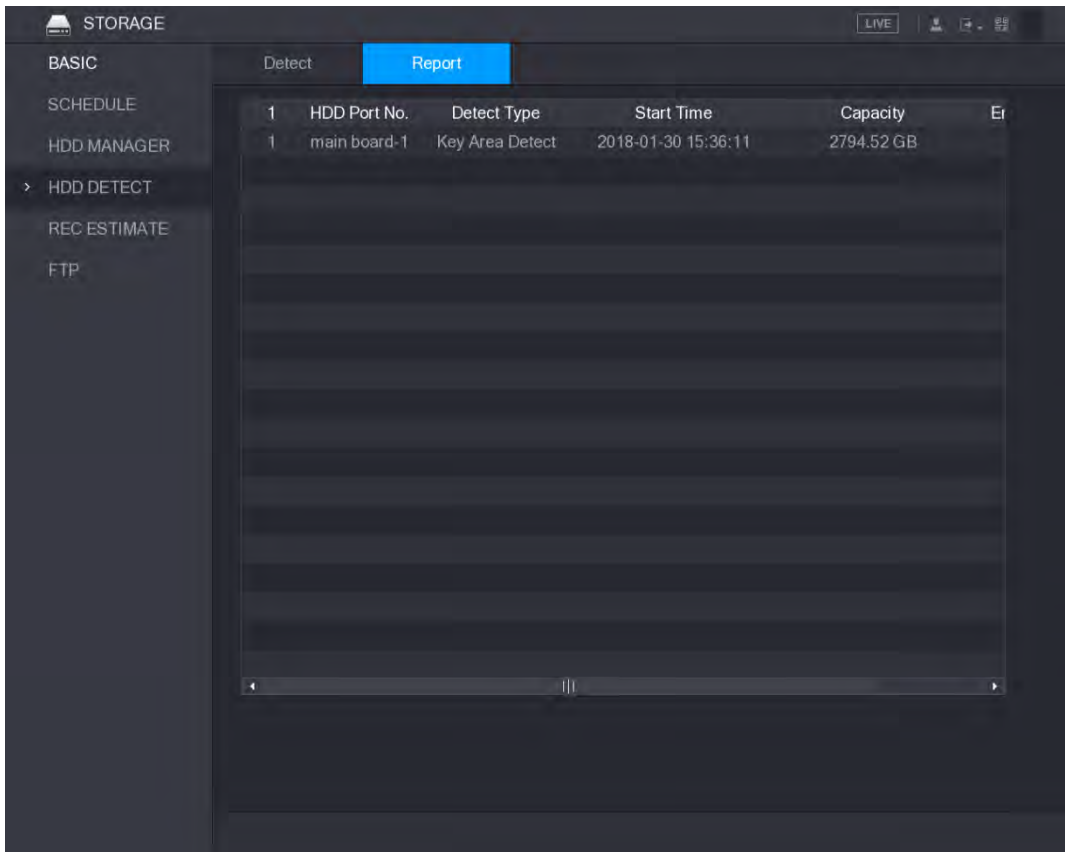 STORAGE LIVE
BASIC Detect Report
SCHEDULE
1 HDD Port No. Detect Type Start Time Capacity Er
HDD MANAGER
1 main board-1 Key Area Detect 2018-01-30 15:36:11 2794.52 GB
> HDD DETECT
REC ESTIMATE
FTP